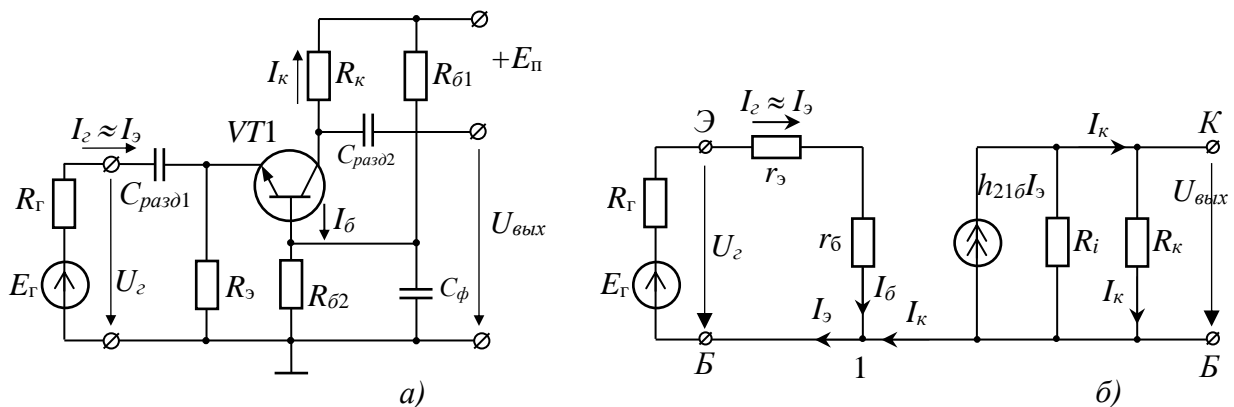 +Eп
Iк
Rк
Rб1
Iг ≈ Iэ
VT1
Cразд2
Cразд1
Rг
Iб
Uвых
Eг
Uг
Rэ
Rб2
Cф
а)
Iг ≈ Iэ
Э
Iк
К
rэ
h21бIэ
Uвых
Rг
Uг
rб
Ri
Rк
Eг
Iб
Iк
Iэ
Iк
Б
1
Б
б)